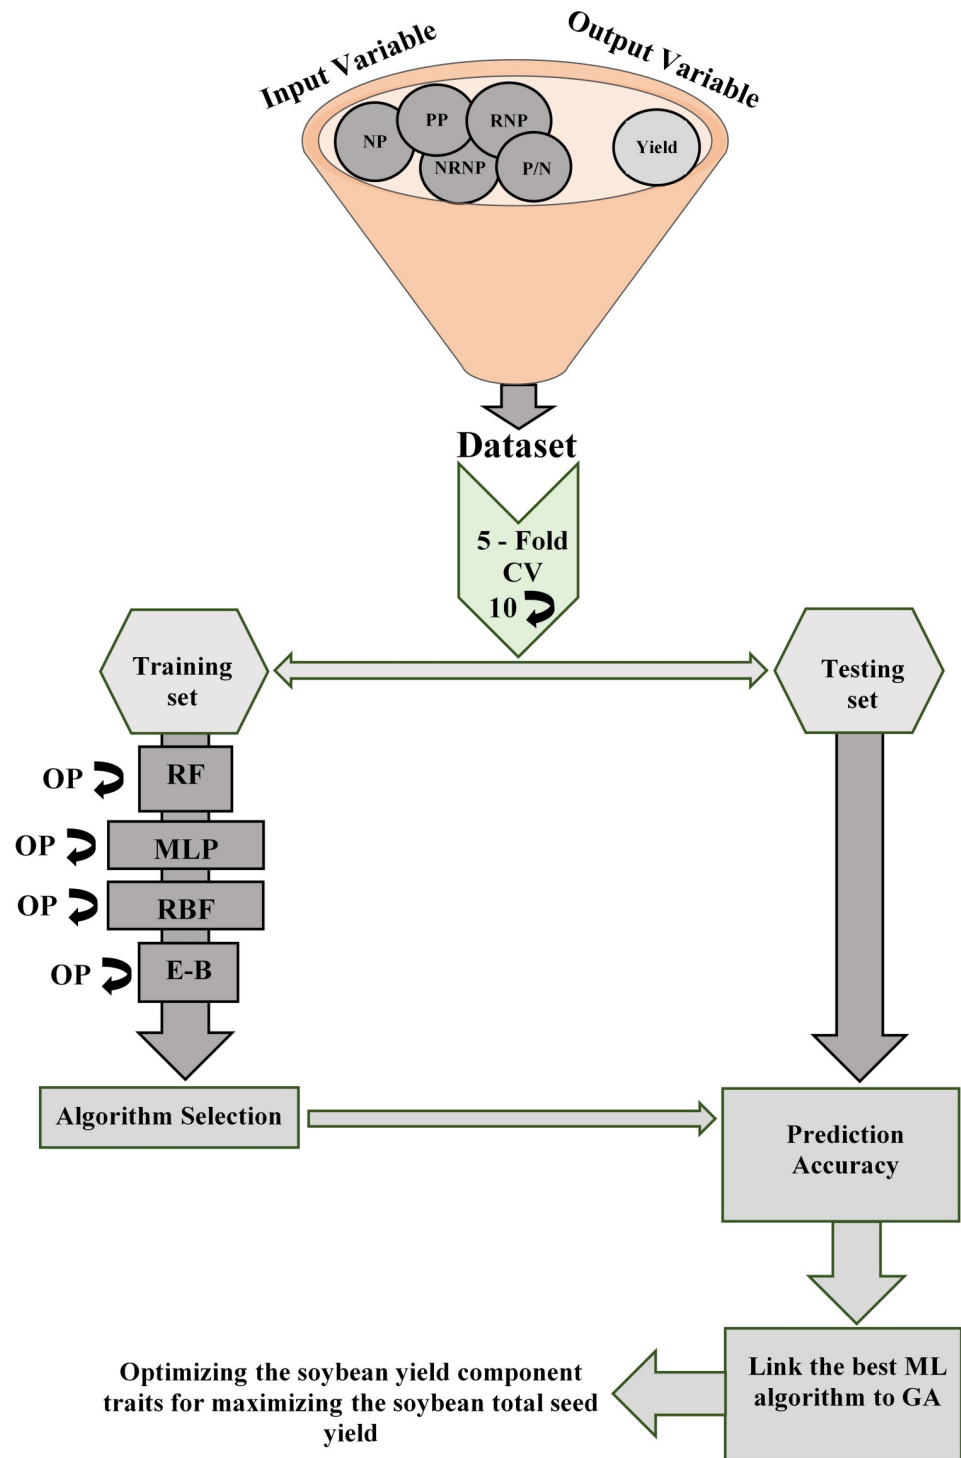 Input Variable
Output Variable
NP
PP
RNP
NRNP
P/N
Yield
Dataset
5 - Fold
CV
10
Training
set
Testing
set
OP
RF
OP
MLP
OP
RBF
OP
E-B
Algorithm Selection
Prediction
Accuracy
Link the best ML
algorithm to GA
Optimizing the soybean yield component
traits for maximizing the soybean total seed
yield